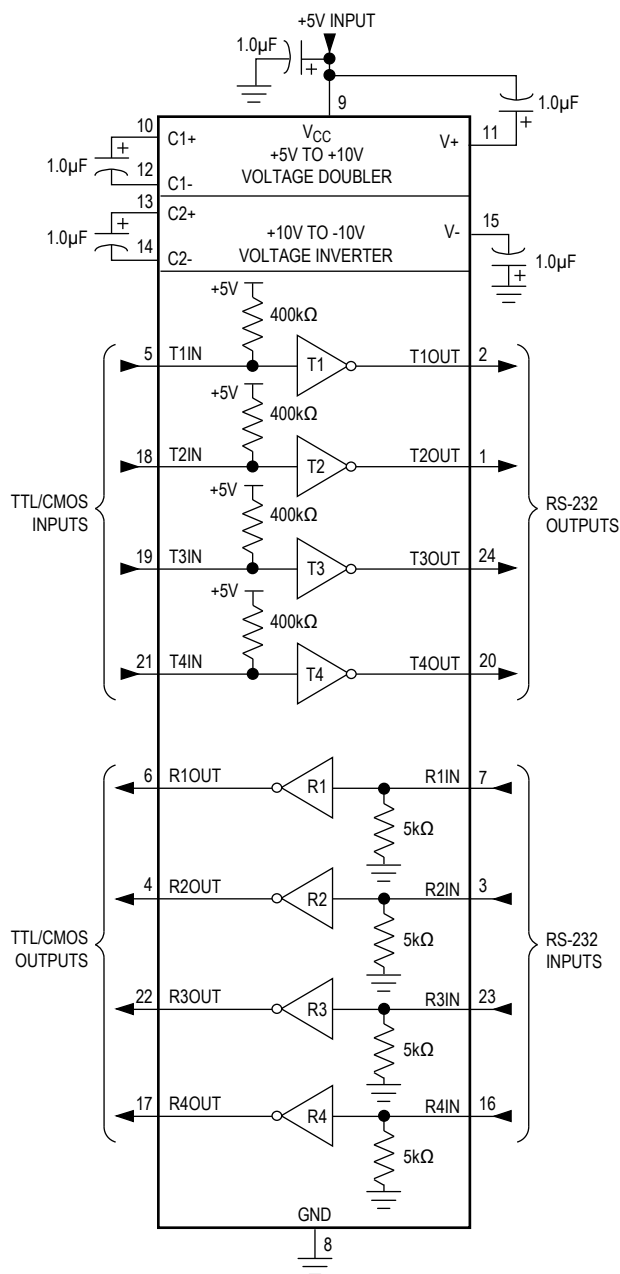 +5V INPUT
1.0µF
+
9
1.0µF
+
10
C1+
VCC
+5V TO +10V
VOLTAGE DOUBLER
V+
11
1.0µF
+
12
C1-
13
C2+
+10V TO -10V
VOLTAGE INVERTER
V-
15
1.0µF
+
14
C2-
1.0µF
+
+5V
400kΩ
5
T1IN
T1
T1OUT
2
+5V
400kΩ
18
T2IN
T2
T2OUT
1
+5V
400kΩ
19
T3IN
T3
T3OUT
24
+5V
400kΩ
21
T4IN
T4
T4OUT
20
TTL/CMOS
INPUTS
RS-232
OUTPUTS
6
R1OUT
R1
R1IN
7
5kΩ
4
R2OUT
R2
R2IN
3
5kΩ
22
R3OUT
R3
R3IN
23
5kΩ
17
R4OUT
R4
R4IN
16
5kΩ
TTL/CMOS
OUTPUTS
RS-232
INPUTS
GND
8